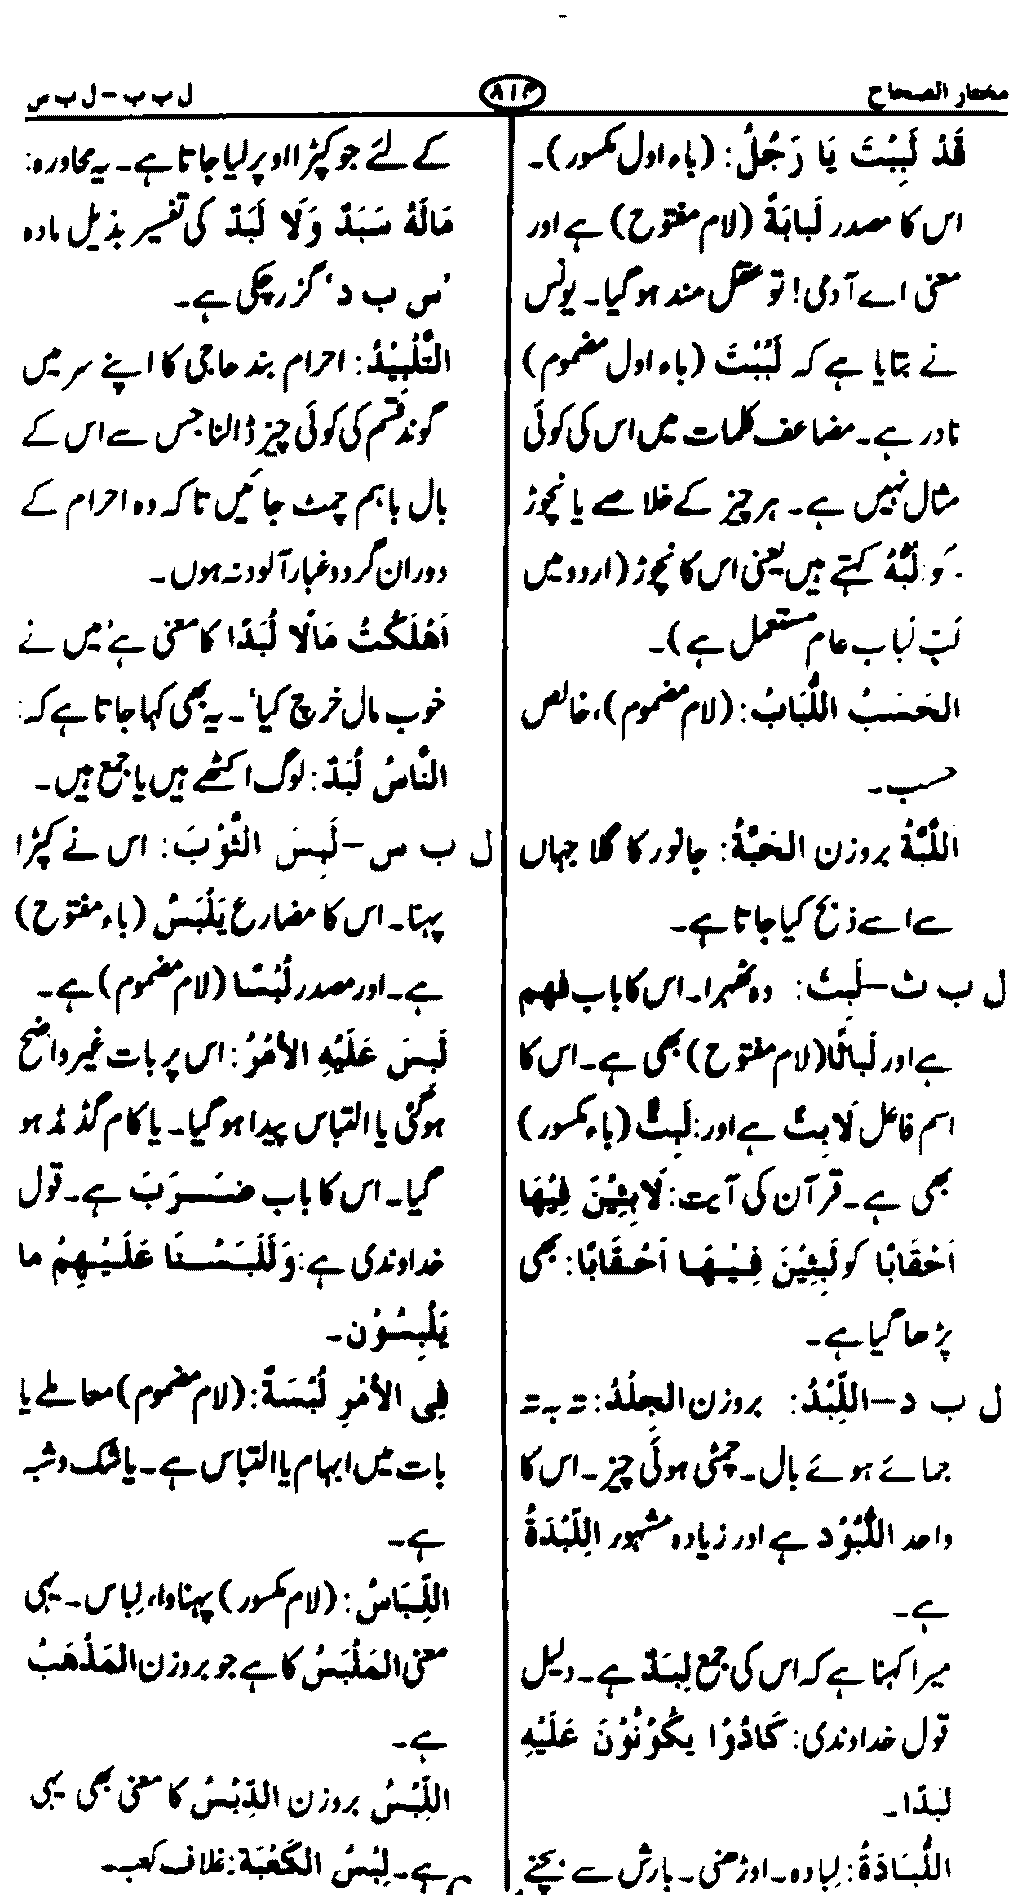 مختار الصحاح
۸۱۴
ل ب ب – ل ب س
قَدْ لَبِبْتَ يَا رَجُلُ: (باء اول مکسور)۔
اس کا مصدر لَبابَةً (لام مفتوح) ہے اور
معنی اے آدمی! تو عقل مند ہو گیا۔ یونس
نے بتایا ہے کہ لَبُبْتَ (باء اول مضموم)
نادر ہے۔ مضاعف کلمات میں اس کی کوئی
مثال نہیں ہے۔ ہر چیز کے خلاصے یا نچوڑ
کو لُبُّهٗ کہتے ہیں یعنی اس کا نچوڑ (اردو میں
لُبِّ لُباب عام مستعمل ہے)۔
الحَسَبُ اللُّبَابُ: (لام مضموم)، خالص
حسب۔
اللَّبَّةُ بروزن الحَبَّةُ: جانور کا گلا جہاں
سے اسے ذبح کیا جاتا ہے۔
ل ب ث – لَبِثَ: وہ ٹھہرا۔ اس کا باب فھم
ہے اور لَباثًا (لام مفتوح) بھی ہے۔ اس کا
اسم فاعل لَابِثٌ ہے اور: لَبِثٌ (باء مکسور)
بھی ہے۔ قرآن کی آیت: لَابِثِيْنَ فِيْهَا
اَحْقَابًا کو لَبِثِيْنَ فِيْهَا اَحْقَابًا: بھی
پڑھا گیا ہے۔
ل ب د – اللِّبْدُ: بروزن الجِلْدُ: تہ بہ تہ
جمائے ہوئے بال۔ چمٹی ہوئی چیز۔ اس کا
واحد اللُّبُوْد ہے اور زیادہ مشہور اللِّبْدَةُ
ہے۔
میرا کہنا ہے کہ اس کی جمع لِبَدٌ ہے۔ دلیل
قول خداوندی: كَادُوْا يَكُوْنُوْنَ عَلَيْهِ
لِبَدًا۔
اللُّبَّادَةُ: لبادہ۔ اوڑھنی۔ بارش سے بچنے
کے لئے جو کپڑا اوپر لیا جاتا ہے۔ یہ محاورہ:
مَالَهٗ سَبَدٌ وَلَا لَبَدٌ کی تفسیر بذیل مادہ
'س ب د' گزر چکی ہے۔
التَّلْبِيْدُ: احرام بند حاجی کا اپنے سر میں
گوند قسم کی کوئی چیز ڈالنا جس سے اس کے
بال باہم چمٹ جائیں تاکہ وہ احرام کے
دوران گرد و غبار آلود نہ ہوں۔
اَهْلَكْتُ مَالًا لُبَدًا کا معنی ہے 'میں نے
خوب مال خرچ کیا'۔ یہ بھی کہا جاتا ہے کہ:
النَّاسُ لُبَدٌ: لوگ اکٹھے ہیں یا جمع ہیں۔
ل ب س – لَبِسَ الثَّوْبَ: اس نے کپڑا
پہنا۔ اس کا مضارع يَلْبَسُ (باء مفتوح)
ہے۔ اور مصدر لُبْسًا (لام مضموم) ہے۔
لَبَسَ عَلَيْهِ الأَمْرُ: اس پر بات غیر واضح
ہو گئی یا التباس پیدا ہو گیا۔ یا کام گڈ مڈ ہو
گیا۔ اس کا باب ضَرَبَ ہے۔ قول
خداوندی ہے: وَلَلَبَسْنَا عَلَيْهِمْ ما
يَلْبِسُوْن۔
فِى الأَمْرِ لُبْسَةٌ: (لام مضموم) معاملے یا
بات میں ابہام یا التباس ہے۔ یا شک و شبہ
ہے۔
اللِّبَاسُ: (لام مکسور) پہناوا، لباس۔ یہی
معنی المَلْبَسُ کا ہے جو بروزن المَذْهَبُ
ہے۔
اللِّبْسُ بروزن الدِّبْسُ کا معنی بھی یہی
ہے۔ لِبْسُ الكَعْبَة: غلاف کعبہ۔